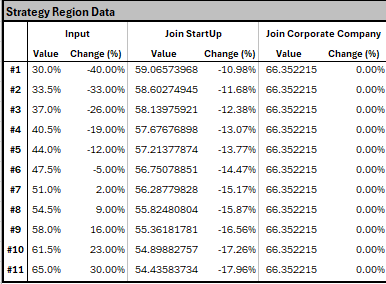 Strategy Region Data
Input Join StartUp Join Corporate Company
Value Change (%) Value Change (%) Value Change (%)
#1 30.0% -40.00% 59.06573968 -10.98% 66.352215 0.00%
#2 33.5% -33.00% 58.60274945 -11.68% 66.352215 0.00%
#3 37.0% -26.00% 58.13975921 -12.38% 66.352215 0.00%
#4 40.5% -19.00% 57.67676898 -13.07% 66.352215 0.00%
#5 44.0% -12.00% 57.21377874 -13.77% 66.352215 0.00%
#6 47.5% -5.00% 56.75078851 -14.47% 66.352215 0.00%
#7 51.0% 2.00% 56.28779828 -15.17% 66.352215 0.00%
#8 54.5% 9.00% 55.82480804 -15.87% 66.352215 0.00%
#9 58.0% 16.00% 55.36181781 -16.56% 66.352215 0.00%
#10 61.5% 23.00% 54.89882757 -17.26% 66.352215 0.00%
#11 65.0% 30.00% 54.43583734 -17.96% 66.352215 0.00%